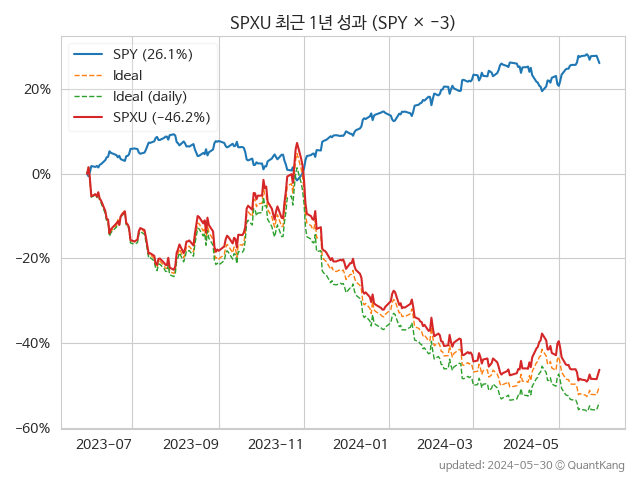 SPXU 최근 1년 성과 (SPY × −3)
SPY (26.1%)
Ideal
Ideal (daily)
SPXU (−46.2%)
20%
0%
−20%
−40%
−60%
2023-07
2023-09
2023-11
2024-01
2024-03
2024-05
updated: 2024-05-30 © QuantKang